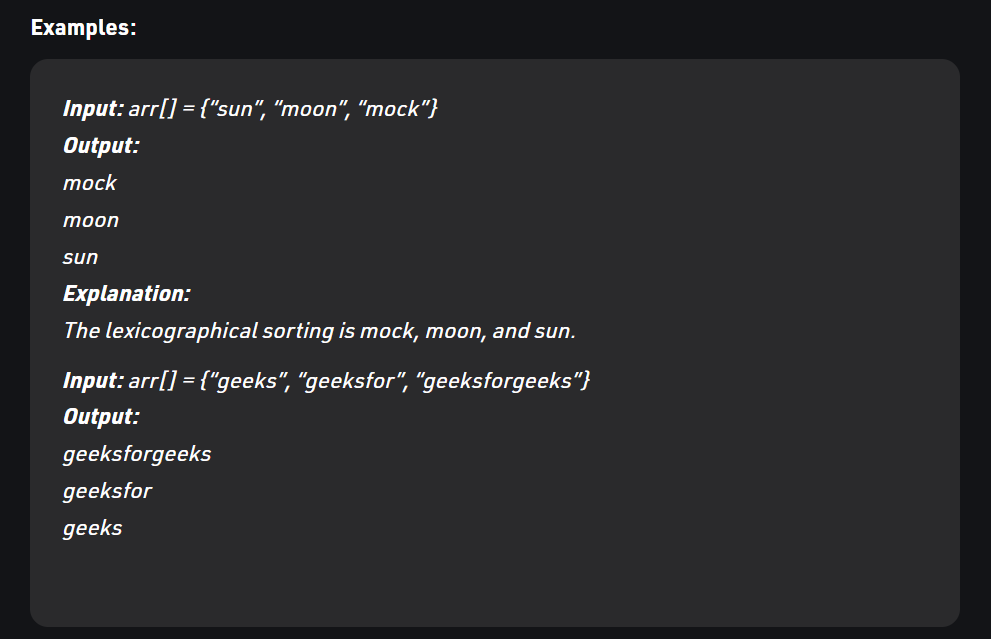 Examples:
Input: arr[] = {“sun”, “moon”, “mock”}
Output:
mock
moon
sun
Explanation:
The lexicographical sorting is mock, moon, and sun.
Input: arr[] = {“geeks”, “geeksfor”, “geeksforgeeks”}
Output:
geeksforgeeks
geeksfor
geeks